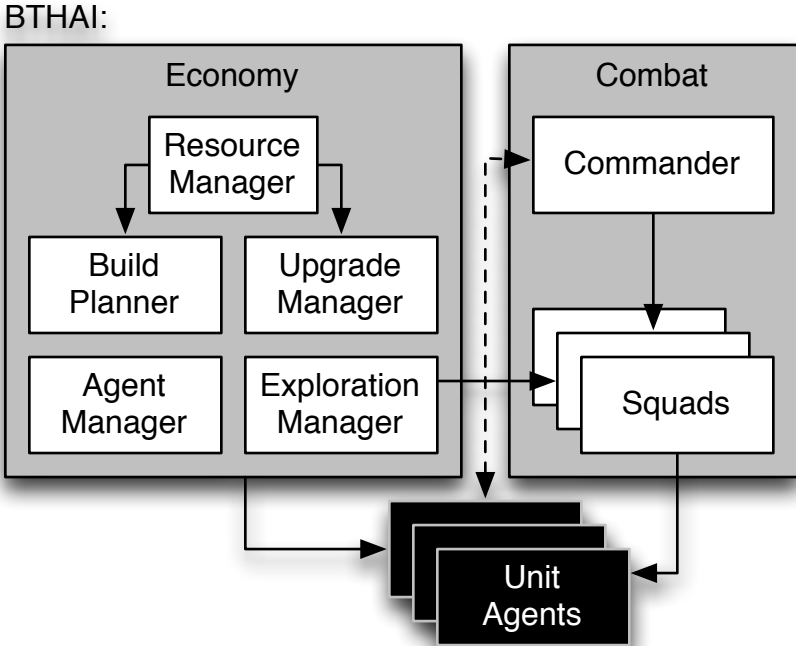 BTHAI:
Economy
Combat
Resource
Manager
Commander
Build
Planner
Upgrade
Manager
Agent
Manager
Exploration
Manager
Squads
Unit
Agents